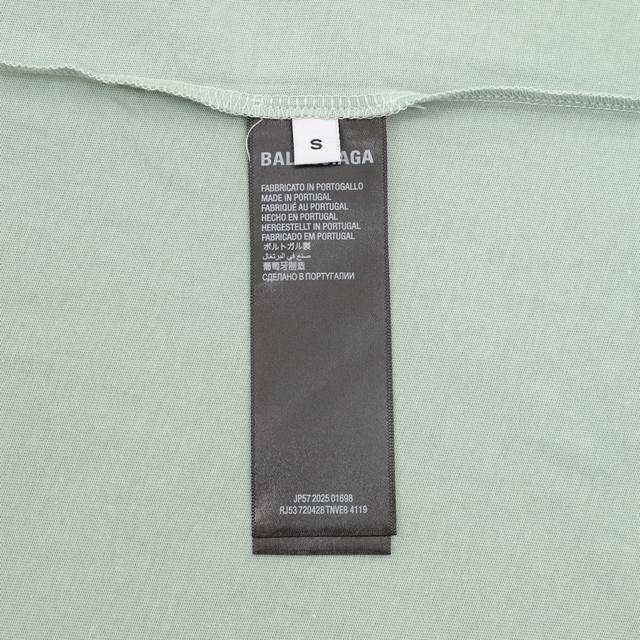 S
BALENCIAGA
FABBRICATO IN PORTOGALLO
MADE IN PORTUGAL
FABRIQUÉ AU PORTUGAL
HECHO EN PORTUGAL
HERGESTELLT IN PORTUGAL
FABRICADO EM PORTUGAL
ポルトガル製
صنع في البرتغال
葡萄牙制造
СДЕЛАНО В ПОРТУГАЛИИ
JP57 2025 01698
RJ53 720428 TNVE8 4119